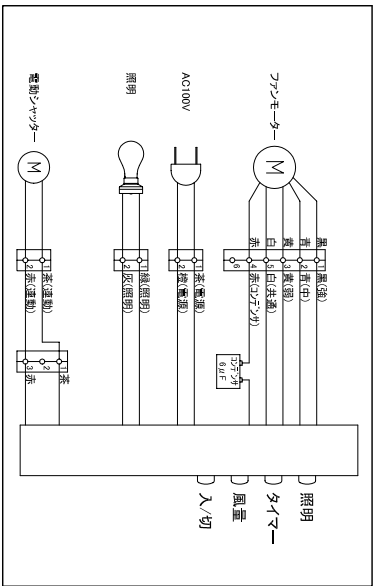 ファンモーター
M
黒
青
黄
白
赤
1 黒(強)
2 青(中)
3 黄(弱)
5 白(共通)
4 赤(コンデンサ)
6
コンデンサ
6μF
AC100V
1 茶(電源)
2 橙(電源)
照明
1 緑(照明)
2 灰(照明)
電動シャッター
M
1 茶(連動)
2 赤(連動)
1 茶
2
3 赤
照明
タイマー
風量
入/切